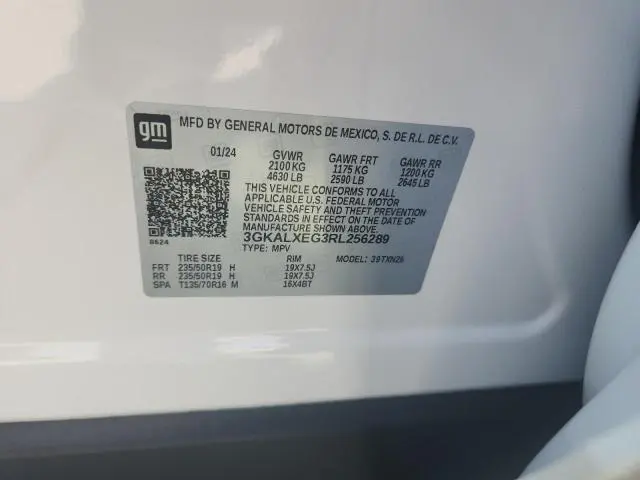 gm
MFD BY GENERAL MOTORS DE MEXICO, S. DE R.L. DE C.V.
01/24 GVWR GAWR FRT GAWR RR
2100 KG 1175 KG 1200 KG
4630 LB 2590 LB 2645 LB
THIS VEHICLE CONFORMS TO ALL
APPLICABLE U.S. FEDERAL MOTOR
VEHICLE SAFETY AND THEFT PREVENTION
STANDARDS IN EFFECT ON THE DATE OF
MANUFACTURE SHOWN ABOVE.
3GKALXEG3RL256289
8624
TYPE: MPV MODEL: 39TXN26
TIRE SIZE RIM
FRT 235/50R19 H 19X7.5J
RR 235/50R19 H 19X7.5J
SPA T135/70R16 M 16X4BT